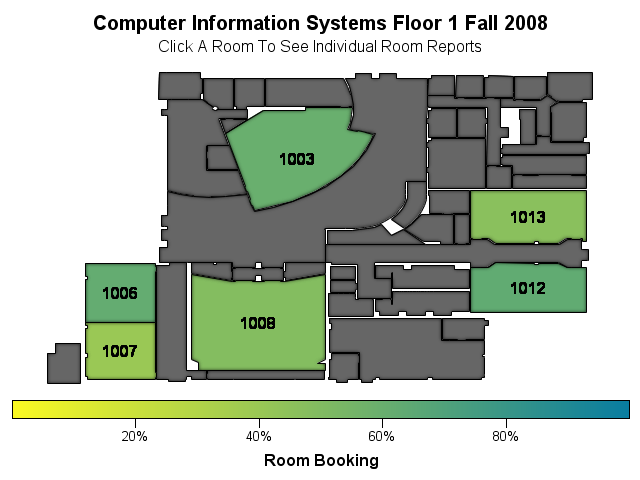 Computer Information Systems Floor 1 Fall 2008
Click A Room To See Individual Room Reports
1003
1013
1006
1012
1008
1007
20% 40% 60% 80%
Room Booking